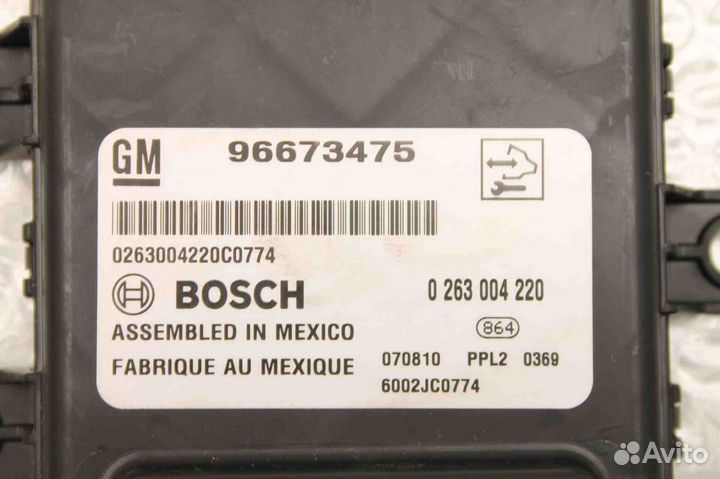 GM 96673475
0263004220C0774
BOSCH 0 263 004 220
ASSEMBLED IN MEXICO 864
FABRIQUE AU MEXIQUE 070810 PPL2 0369
6002JC0774
Avito